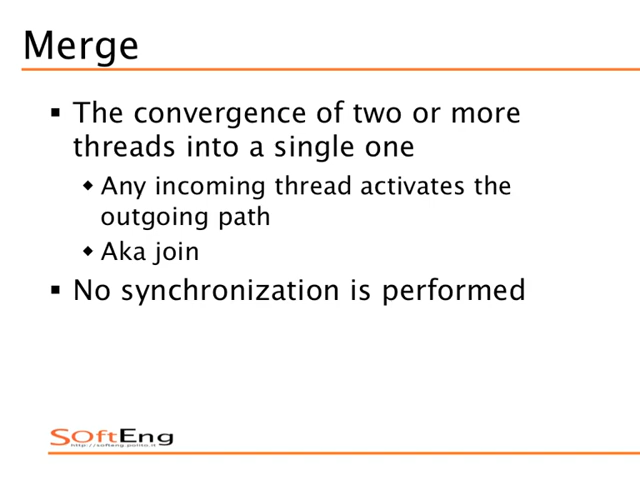 Merge
▪ The convergence of two or more
threads into a single one
◆ Any incoming thread activates the
outgoing path
◆ Aka join
▪ No synchronization is performed
SOftEng
http://softeng.polito.it